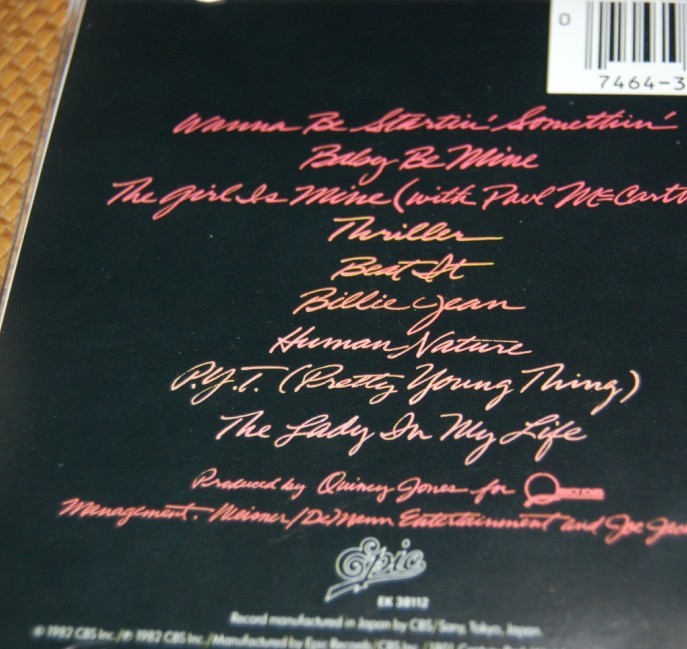 0
7464-3
Wanna Be Startin' Somethin'
Baby Be Mine
The Girl Is Mine (with Paul McCart
Thriller
Beat It
Billie Jean
Human Nature
P.Y.T. (Pretty Young Thing)
The Lady In My Life
Produced by Quincy Jones for
Management: Weisner/DeMann Entertainment and Joe Jac
Epic
EK 38112
Record manufactured in Japan by CBS/Sony, Tokyo, Japan
© 1982 CBS Inc./℗ 1982 CBS Inc./Manufactured by Epic Records/CBS Inc.